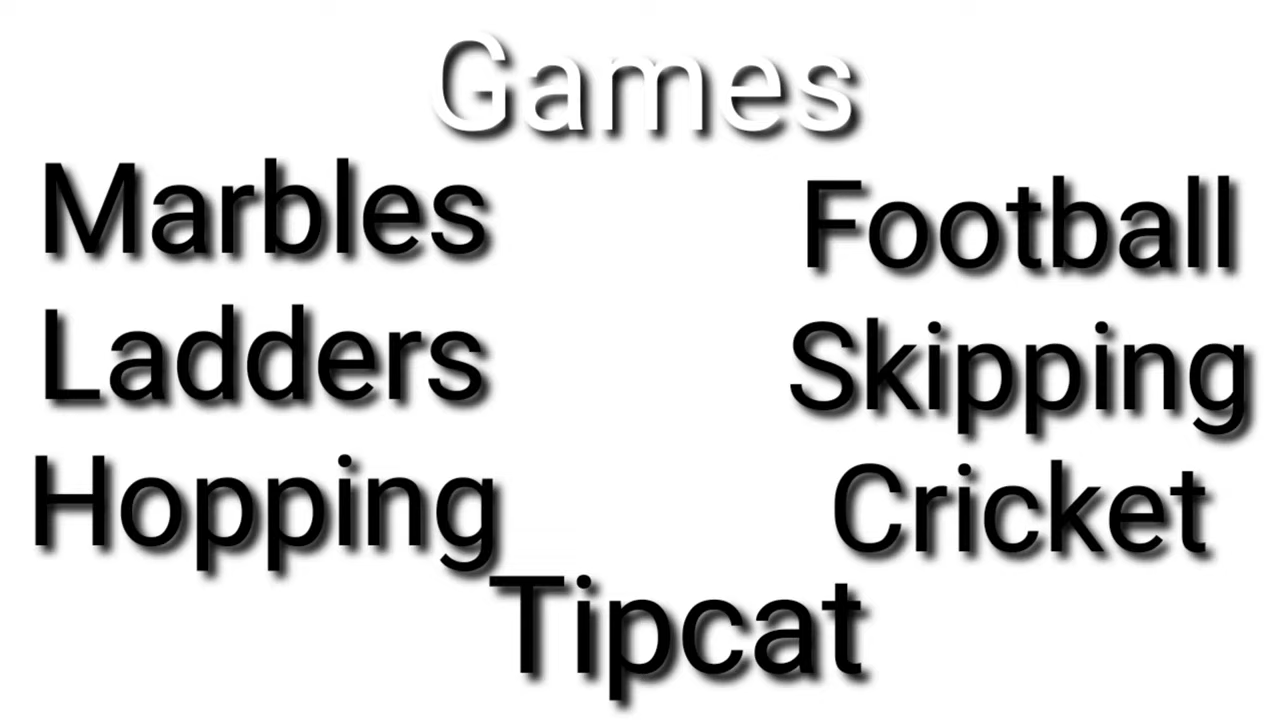 Games
Marbles
Ladders
Hopping
Football
Skipping
Cricket
Tipcat